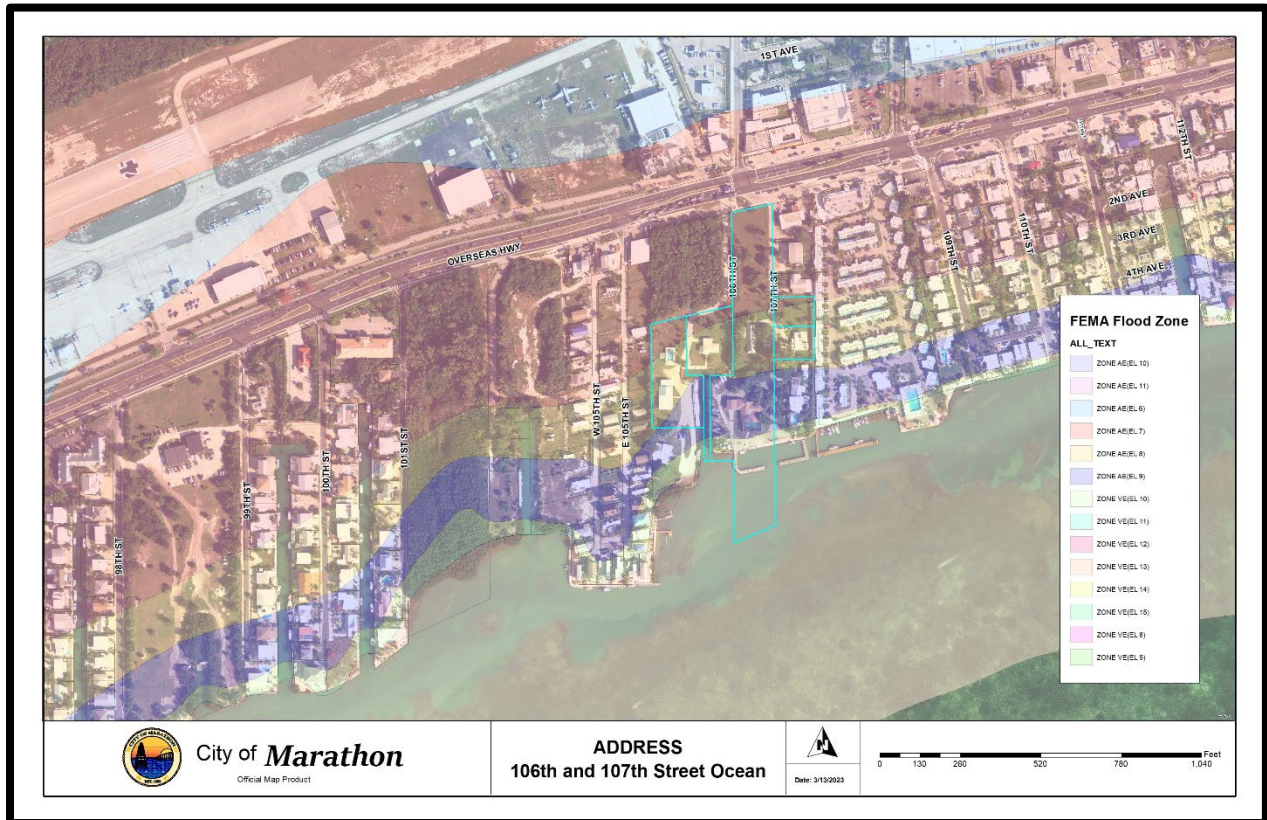 1ST AVE
112TH ST
2ND AVE
3RD AVE
4TH AVE
110TH ST
109TH ST
OVERSEAS HWY
106TH ST
107TH ST
W 105TH ST
E 105TH ST
101ST ST
100TH ST
99TH ST
98TH ST
FEMA Flood Zone
ALL_TEXT
ZONE AE(EL 10)
ZONE AE(EL 11)
ZONE AE(EL 6)
ZONE AE(EL 7)
ZONE AE(EL 8)
ZONE AE(EL 9)
ZONE VE(EL 10)
ZONE VE(EL 11)
ZONE VE(EL 12)
ZONE VE(EL 13)
ZONE VE(EL 14)
ZONE VE(EL 15)
ZONE VE(EL 8)
ZONE VE(EL 9)
CITY OF MARATHON
City of Marathon
Official Map Product
ADDRESS
106th and 107th Street Ocean
N
Date: 3/13/2023
Feet
0 130 260 520 780 1,040